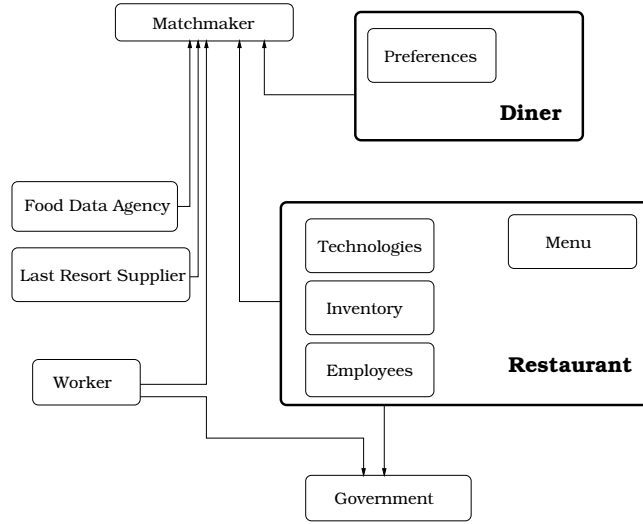 Matchmaker
Preferences
Diner
Food Data Agency
Last Resort Supplier
Technologies
Menu
Inventory
Employees
Restaurant
Worker
Government